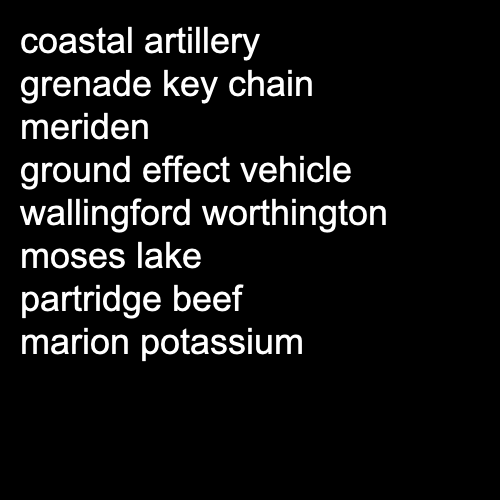 coastal artillery
grenade key chain
meriden
ground effect vehicle
wallingford worthington
moses lake
partridge beef
marion potassium